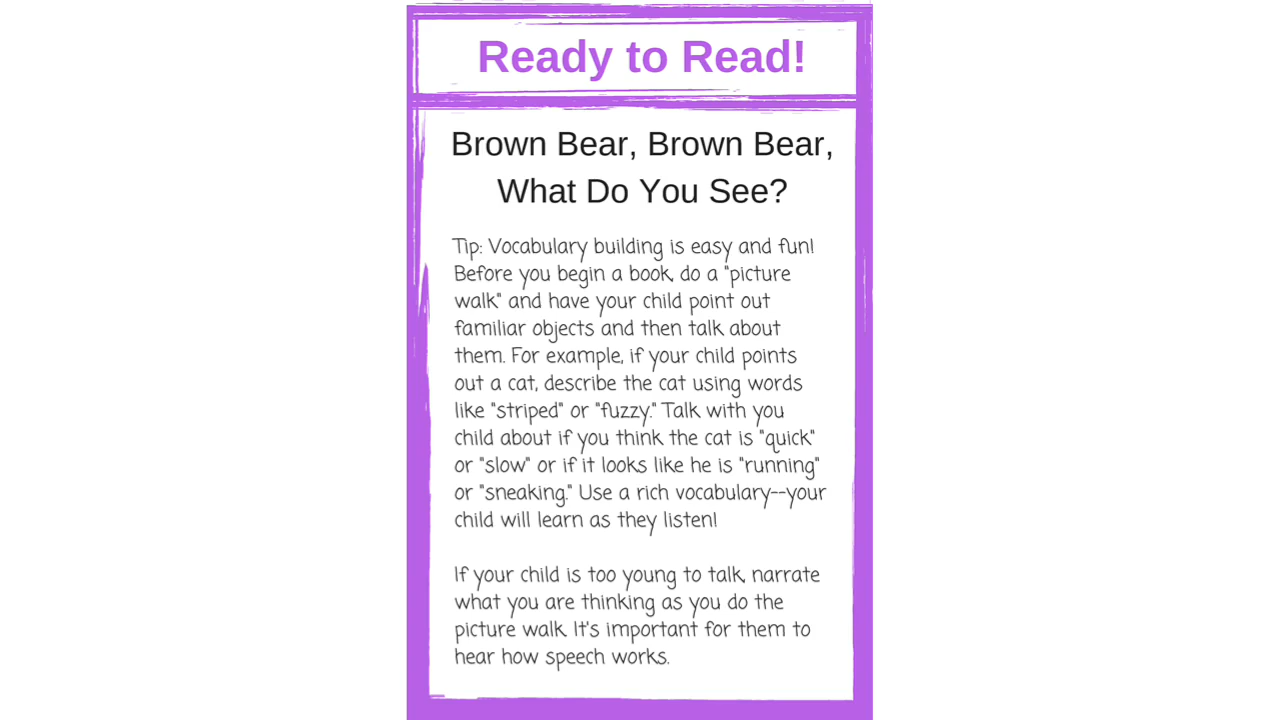 Ready to Read!
Brown Bear, Brown Bear,
What Do You See?
Tip: Vocabulary building is easy and fun!
Before you begin a book, do a "picture
walk" and have your child point out
familiar objects and then talk about
them. For example, if your child points
out a cat, describe the cat using words
like "striped" or "fuzzy." Talk with you
child about if you think the cat is "quick"
or "slow" or if it looks like he is "running"
or "sneaking." Use a rich vocabulary--your
child will learn as they listen!
If your child is too young to talk, narrate
what you are thinking as you do the
picture walk. It's important for them to
hear how speech works.